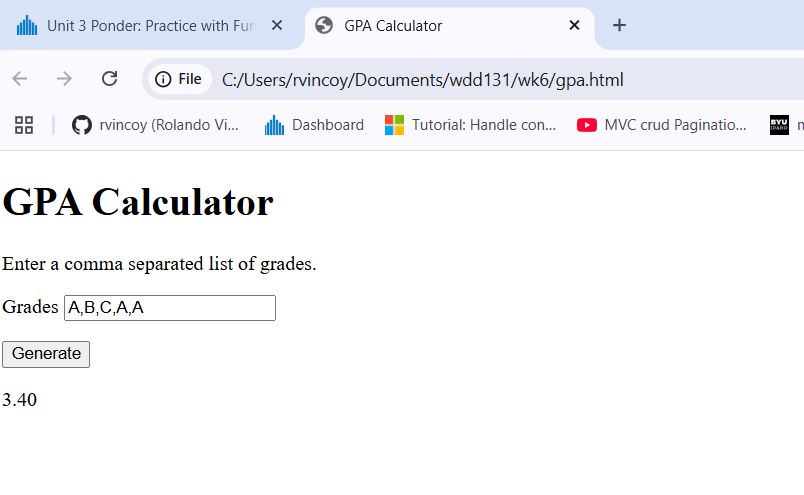 Unit 3 Ponder: Practice with Fun
GPA Calculator
File C:/Users/rvincoy/Documents/wdd131/wk6/gpa.html
rvincoy (Rolando Vi... Dashboard Tutorial: Handle con... MVC crud Paginatio... BYU IDAHO
GPA Calculator
Enter a comma separated list of grades.
Grades A,B,C,A,A
Generate
3.40